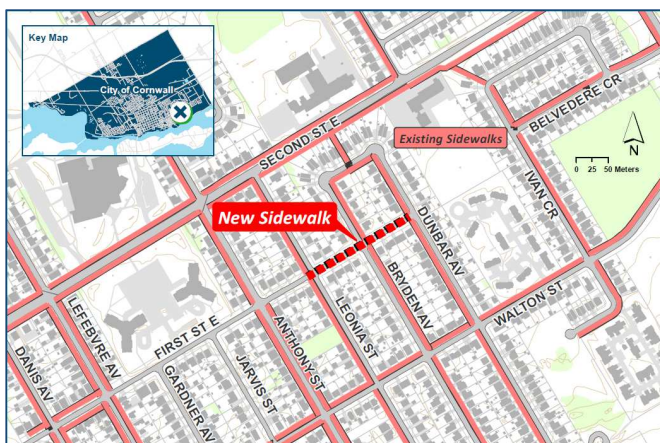 Key Map
City of Cornwall
SECOND ST E
Existing Sidewalks
BELVEDERE CR
0 25 50 Meters
N
IVAN CR
New Sidewalk
DUNBAR AV
BRYDEN AV
WALTON ST
LEONIA ST
FIRST ST E
ANTHONY ST
LEFEBVRE AV
JARVIS ST
GARDNER AV
DANIS AV